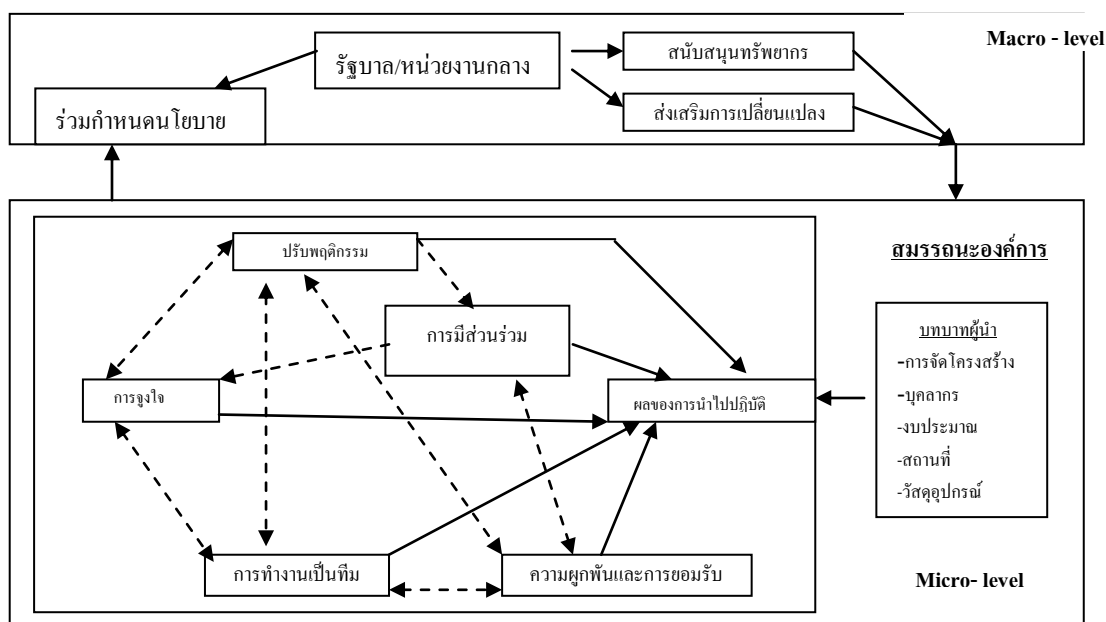 Macro - level
รัฐบาล/หน่วยงานกลาง
สนับสนุนทรัพยากร
ส่งเสริมการเปลี่ยนแปลง
ร่วมกำหนดนโยบาย
ปรับพฤติกรรม
สมรรถนะองค์การ
การมีส่วนร่วม
บทบาทผู้นำ
-การจัดโครงสร้าง
-บุคลากร
-งบประมาณ
-สถานที่
-วัสดุอุปกรณ์
การจูงใจ
ผลของการนำไปปฏิบัติ
การทำงานเป็นทีม
ความผูกพันและการยอมรับ
Micro- level